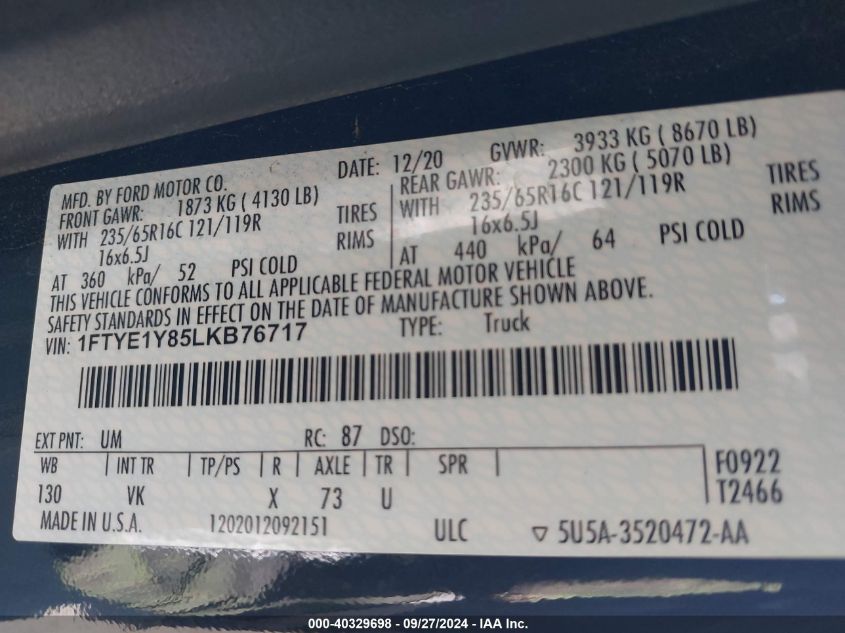 MFD. BY FORD MOTOR CO. DATE: 12/20 GVWR: 3933 KG ( 8670 LB)
FRONT GAWR: 1873 KG ( 4130 LB) REAR GAWR: 2300 KG ( 5070 LB)
WITH 235/65R16C 121/119R TIRES WITH 235/65R16C 121/119R TIRES
16x6.5J RIMS 16x6.5J RIMS
AT 360 kPa/ 52 PSI COLD AT 440 kPa/ 64 PSI COLD
THIS VEHICLE CONFORMS TO ALL APPLICABLE FEDERAL MOTOR VEHICLE
SAFETY STANDARDS IN EFFECT ON THE DATE OF MANUFACTURE SHOWN ABOVE.
VIN: 1FTYE1Y85LKB76717 TYPE: Truck
EXT PNT: UM RC: 87 DSO:
WB INT TR TP/PS R AXLE TR SPR F0922
130 VK X 73 U T2466
MADE IN U.S.A. 1202012092151 ULC ▽ 5U5A-3520472-AA
000-40329698 - 09/27/2024 - IAA Inc.